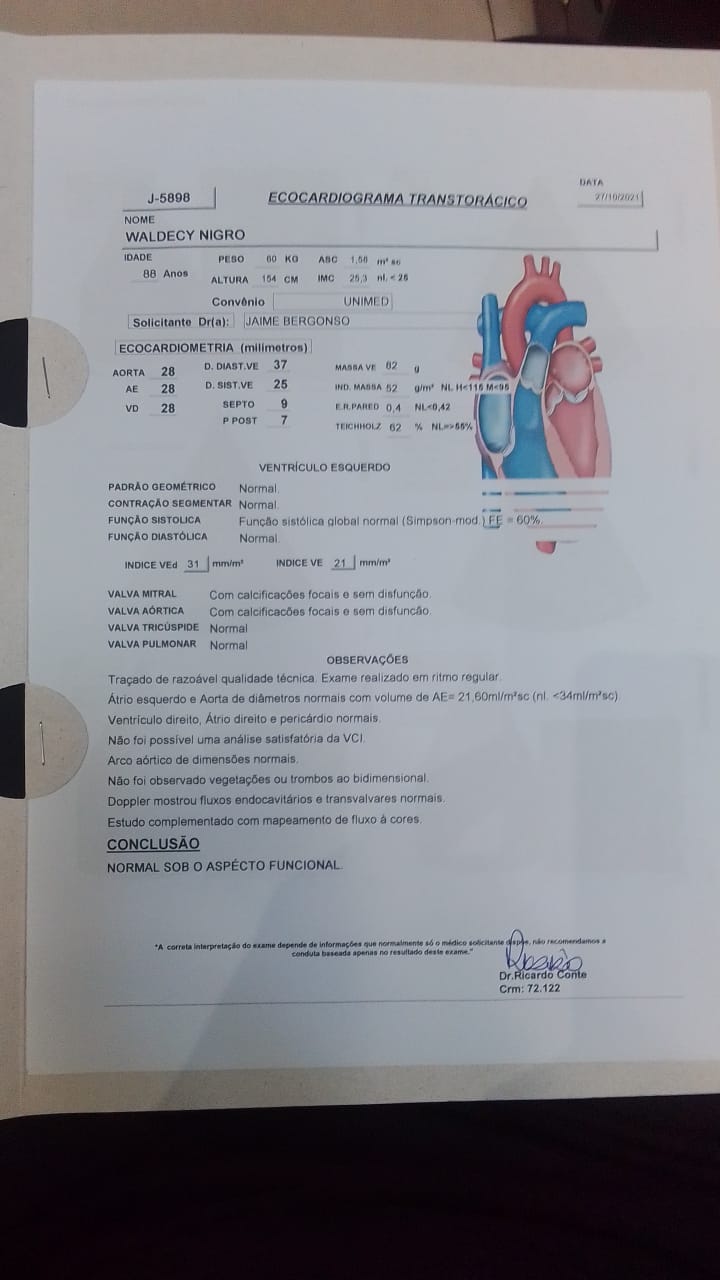 J-5898
ECOCARDIOGRAMA TRANSTORÁCICO
DATA
27/10/2021
NOME
WALDECY NIGRO
IDADE
88 Anos
PESO 60 KG ASC 1,56 m² sc
ALTURA 154 CM IMC 25,3 nl. < 25
Convênio UNIMED
Solicitante Dr(a): JAIME BERGONSO
ECOCARDIOMETRIA (milímetros)
AORTA 28 D. DIAST.VE 37 MASSA VE 82 g
AE 28 D. SIST.VE 25 IND. MASSA 52 g/m² NL H<115 M<95
VD 28 SEPTO 9 E.R.PARED 0,4 NL<0,42
P POST 7 TEICHHOLZ 62 % NL=>55%
VENTRÍCULO ESQUERDO
PADRÃO GEOMÉTRICO Normal.
CONTRAÇÃO SEGMENTAR Normal.
FUNÇÃO SISTOLICA Função sistólica global normal (Simpson-mod.) FE = 60%.
FUNÇÃO DIASTÓLICA Normal.
INDICE VEd 31 mm/m² INDICE VE 21 mm/m²
VALVA MITRAL Com calcificações focais e sem disfunção.
VALVA AÓRTICA Com calcificacões focais e sem disfuncão.
VALVA TRICÚSPIDE Normal
VALVA PULMONAR Normal
OBSERVAÇÕES
Traçado de razoável qualidade técnica. Exame realizado em ritmo regular.
Átrio esquerdo e Aorta de diâmetros normais com volume de AE= 21,60ml/m²sc (nl. <34ml/m²sc).
Ventrículo direito, Átrio direito e pericárdio normais.
Não foi possível uma análise satisfatória da VCI.
Arco aórtico de dimensões normais.
Não foi observado vegetações ou trombos ao bidimensional.
Doppler mostrou fluxos endocavitários e transvalvares normais.
Estudo complementado com mapeamento de fluxo à cores.
CONCLUSÃO
NORMAL SOB O ASPÉCTO FUNCIONAL.
"A correta interpretação do exame depende de informações que normalmente só o médico solicitante dispõe, não recomendamos a
conduta baseada apenas no resultado deste exame."
Dr.Ricardo Conte
Crm: 72.122